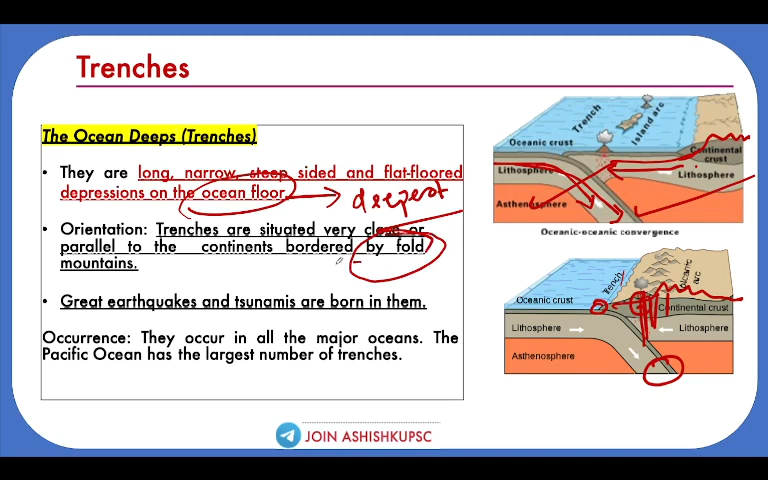 Trenches
The Ocean Deeps (Trenches)
• They are long, narrow, steep sided and flat-floored
depressions on the ocean floor.
deepest
• Orientation: Trenches are situated very close or
parallel to the continents bordered by fold
mountains.
• Great earthquakes and tsunamis are born in them.
Occurrence: They occur in all the major oceans. The
Pacific Ocean has the largest number of trenches.
Trench
Island arc
Oceanic crust
Continental
crust
Lithosphere
Lithosphere
Asthenosphere
Oceanic-oceanic convergence
Trench
Volcanic
arc
Oceanic crust
Continental crust
Lithosphere
Lithosphere
Asthenosphere
JOIN ASHISHKUPSC